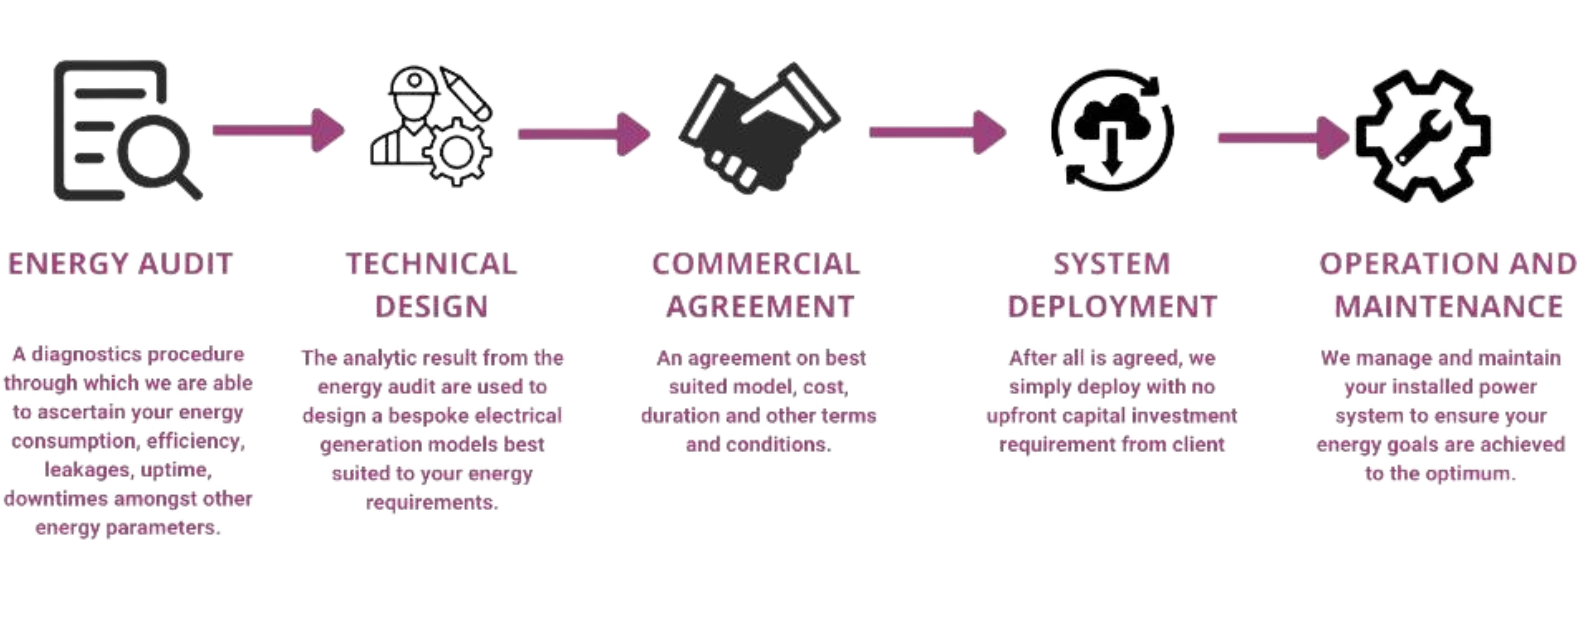 ENERGY AUDIT
A diagnostics procedure
through which we are able
to ascertain your energy
consumption, efficiency,
leakages, uptime,
downtimes amongst other
energy parameters.
TECHNICAL
DESIGN
The analytic result from the
energy audit are used to
design a bespoke electrical
generation models best
suited to your energy
requirements.
COMMERCIAL
AGREEMENT
An agreement on best
suited model, cost,
duration and other terms
and conditions.
SYSTEM
DEPLOYMENT
After all is agreed, we
simply deploy with no
upfront capital investment
requirement from client
OPERATION AND
MAINTENANCE
We manage and maintain
your installed power
system to ensure your
energy goals are achieved
to the optimum.